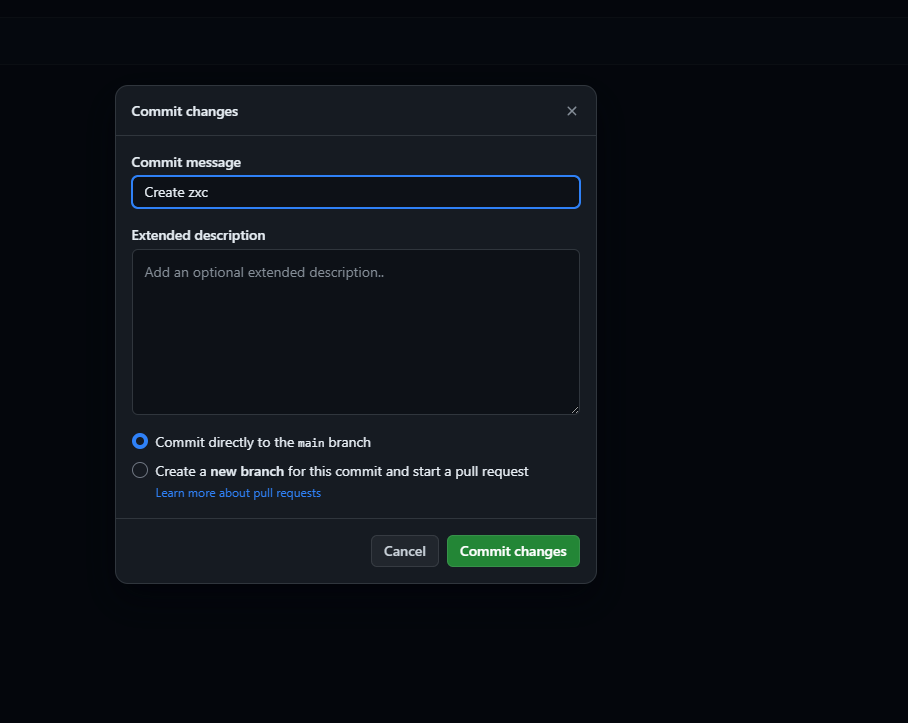 Commit changes
Commit message
Create zxc
Extended description
Add an optional extended description..
Commit directly to the main branch
Create a new branch for this commit and start a pull request
Learn more about pull requests
Cancel
Commit changes